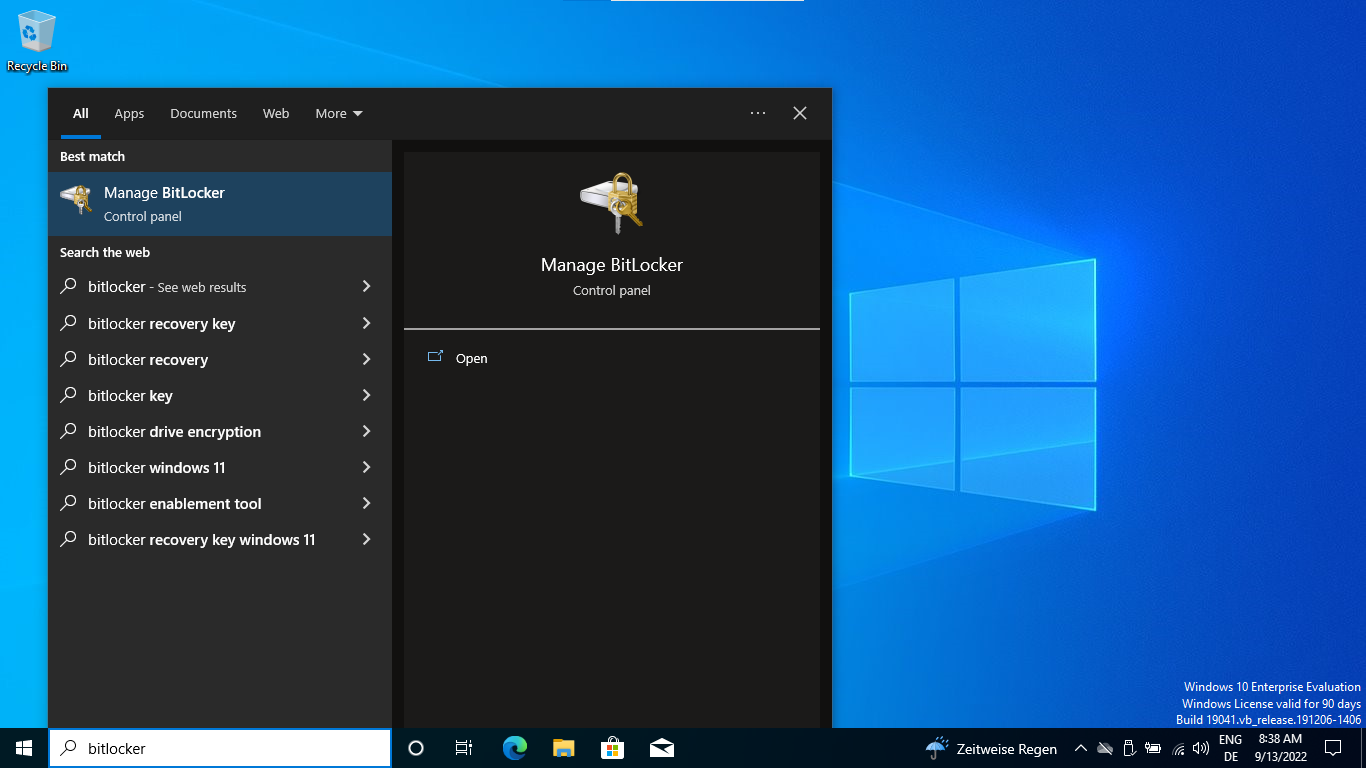 Recycle Bin
All Apps Documents Web More
Best match
Manage BitLocker
Control panel
Search the web
bitlocker - See web results
bitlocker recovery key
bitlocker recovery
bitlocker key
bitlocker drive encryption
bitlocker windows 11
bitlocker enablement tool
bitlocker recovery key windows 11
Manage BitLocker
Control panel
Open
Windows 10 Enterprise Evaluation
Windows License valid for 90 days
Build 19041.vb_release.191206-1406
bitlocker
Zeitweise Regen
ENG
DE
8:38 AM
9/13/2022